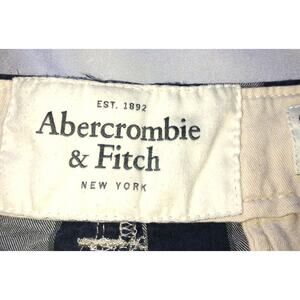 EST. 1892
Abercrombie
& Fitch
NEW YORK